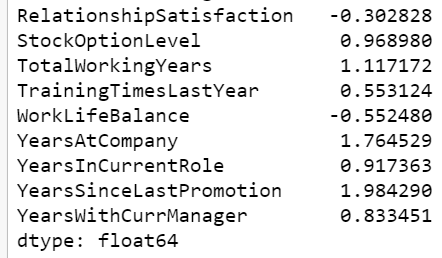 RelationshipSatisfaction -0.302828
StockOptionLevel 0.968980
TotalWorkingYears 1.117172
TrainingTimesLastYear 0.553124
WorkLifeBalance -0.552480
YearsAtCompany 1.764529
YearsInCurrentRole 0.917363
YearsSinceLastPromotion 1.984290
YearsWithCurrManager 0.833451
dtype: float64